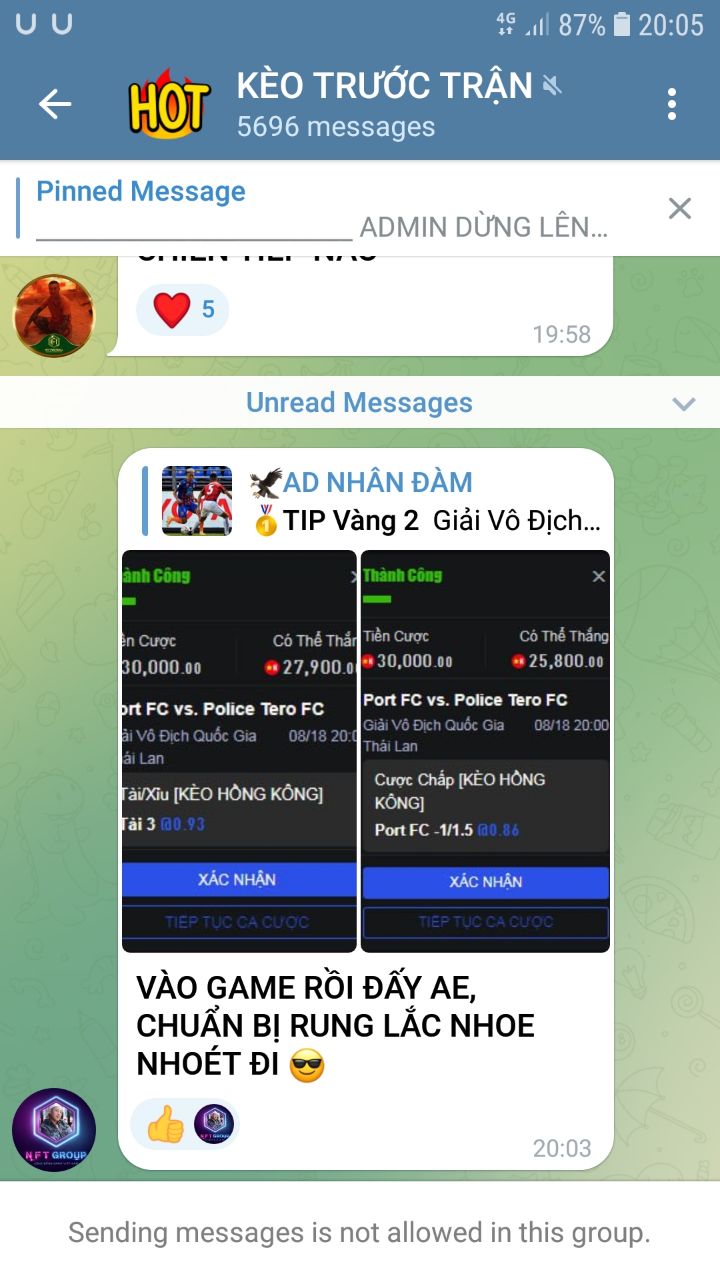 4G 87% 20:05
HOT
KÈO TRƯỚC TRẬN
5696 messages
Pinned Message
ADMIN DỪNG LÊN...
CHIẾN TIẾP NÀO
5
19:58
Unread Messages
AD NHÂN ĐÀM
TIP Vàng 2 Giải Vô Địch...
ành Công
ền Cược Có Thể Thắn
30,000.00 27,900.0
ort FC vs. Police Tero FC
ải Vô Địch Quốc Gia 08/18 20:0
ái Lan
Tài/Xỉu [KÈO HỒNG KÔNG]
Tài 3 @0.93
XÁC NHẬN
TIẾP TỤC CÁ CƯỢC
Thành Công
Tiền Cược Có Thể Thắng
30,000.00 25,800.00
Port FC vs. Police Tero FC
Giải Vô Địch Quốc Gia 08/18 20:00
Thái Lan
Cược Chấp [KÈO HỒNG
KÔNG]
Port FC -1/1.5 @0.86
XÁC NHẬN
TIẾP TỤC CÁ CƯỢC
VÀO GAME RỒI ĐẤY AE,
CHUẨN BỊ RUNG LẮC NHOE
NHOÉT ĐI
NFT GROUP
20:03
Sending messages is not allowed in this group.